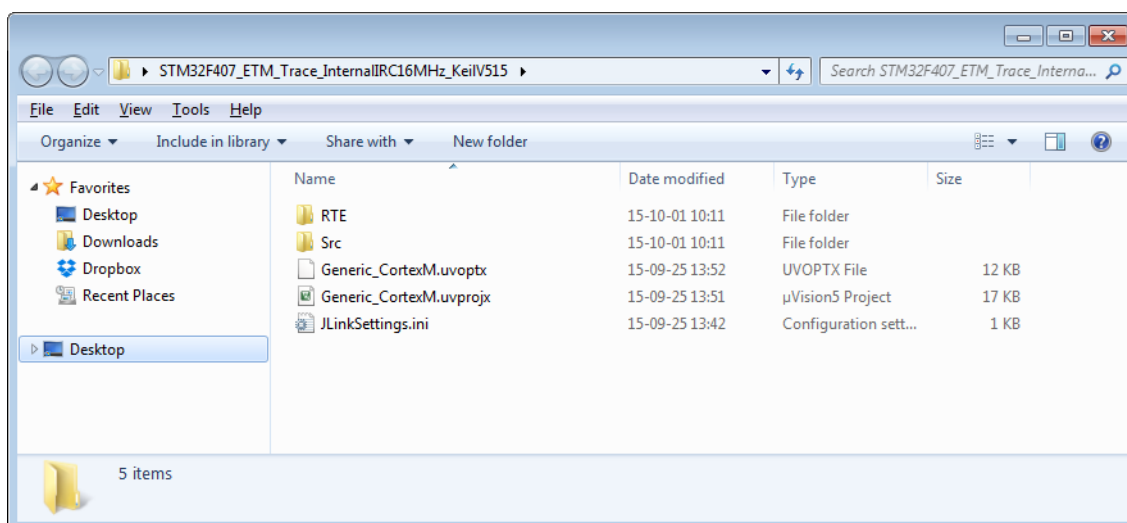 STM32F407_ETM_Trace_InternalIRC16MHz_KeilV515
Search STM32F407_ETM_Trace_Interna...
File Edit View Tools Help
Organize Include in library Share with New folder
Favorites
Desktop
Downloads
Dropbox
Recent Places
Desktop
Name Date modified Type Size
RTE 15-10-01 10:11 File folder
Src 15-10-01 10:11 File folder
Generic_CortexM.uvoptx 15-09-25 13:52 UVOPTX File 12 KB
Generic_CortexM.uvprojx 15-09-25 13:51 µVision5 Project 17 KB
JLinkSettings.ini 15-09-25 13:42 Configuration sett... 1 KB
5 items